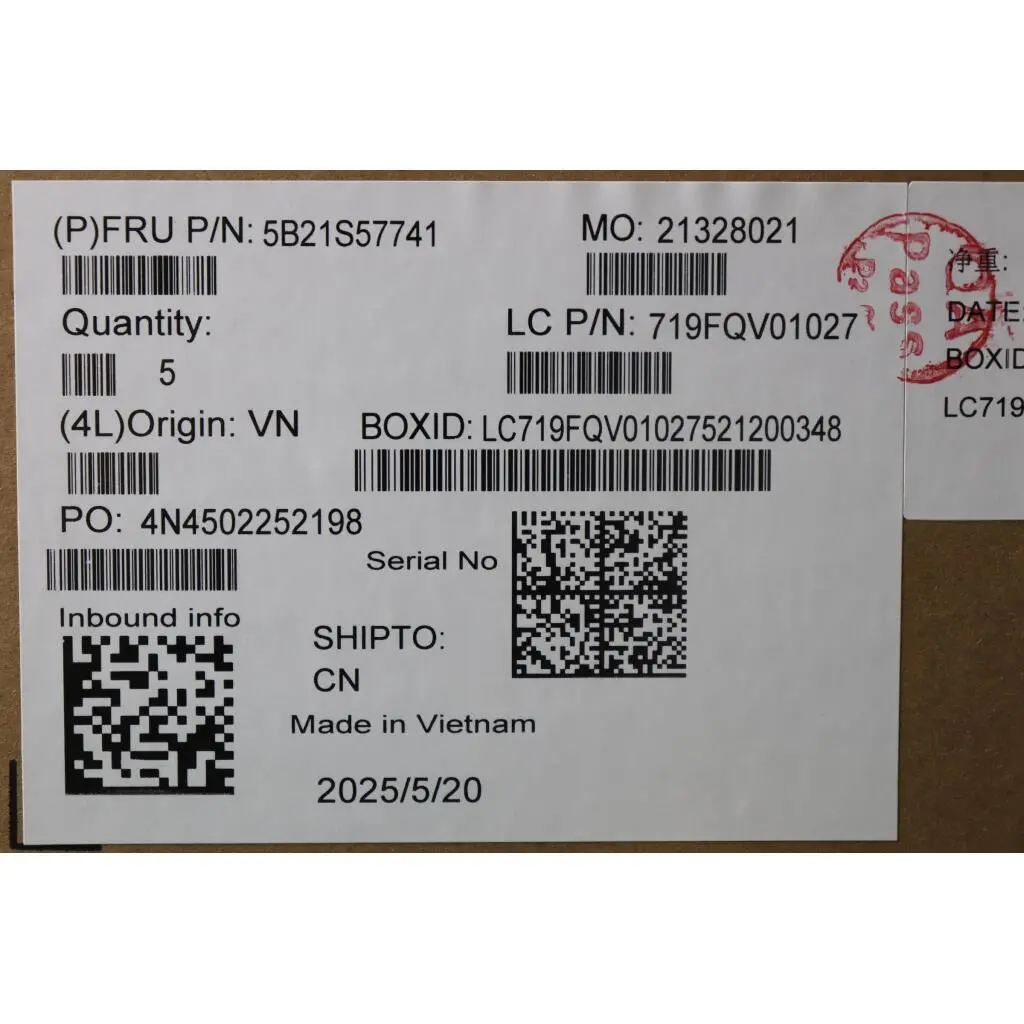 (P)FRU P/N: 5B21S57741
MO: 21328021
Quantity:
5
LC P/N: 719FQV01027
(4L)Origin: VN
BOXID: LC719FQV01027521200348
PO: 4N4502252198
Serial No
Inbound info
SHIPTO:
CN
Made in Vietnam
2025/5/20
净重:
DATE:
BOXID
LC719
Pass